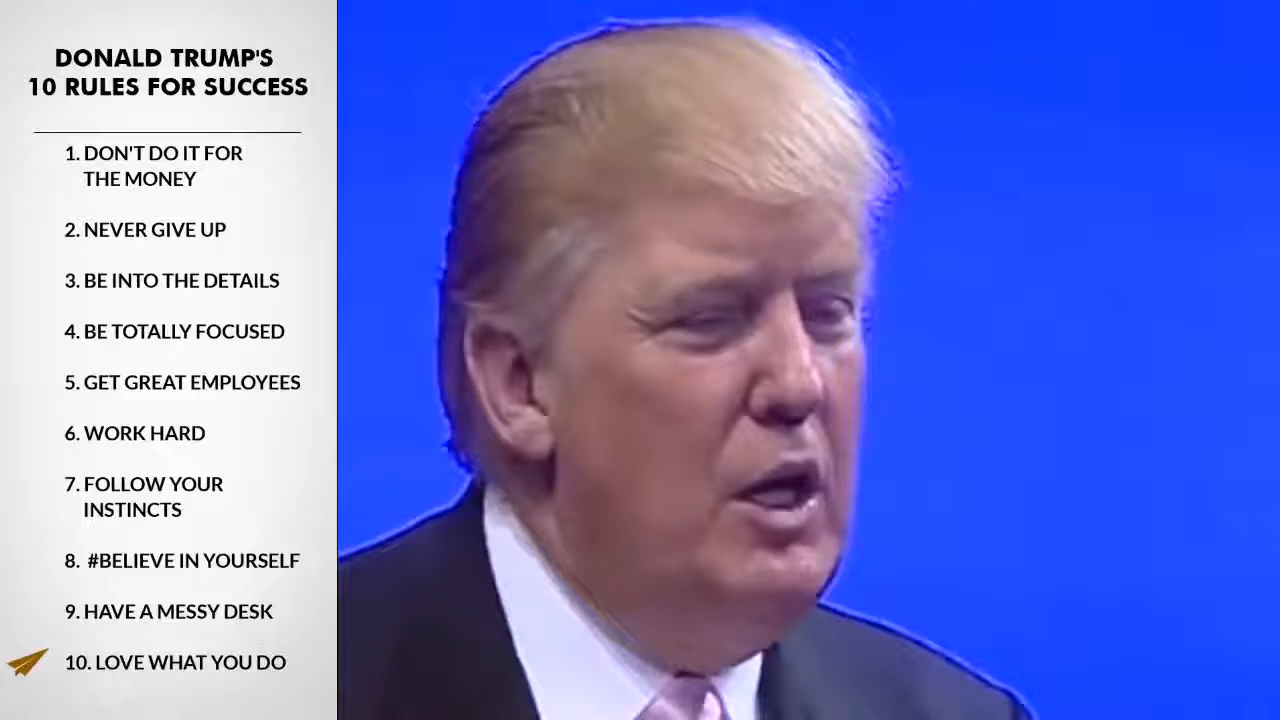 DONALD TRUMP'S
10 RULES FOR SUCCESS
1. DON'T DO IT FOR
THE MONEY
2. NEVER GIVE UP
3. BE INTO THE DETAILS
4. BE TOTALLY FOCUSED
5. GET GREAT EMPLOYEES
6. WORK HARD
7. FOLLOW YOUR
INSTINCTS
8. #BELIEVE IN YOURSELF
9. HAVE A MESSY DESK
10. LOVE WHAT YOU DO